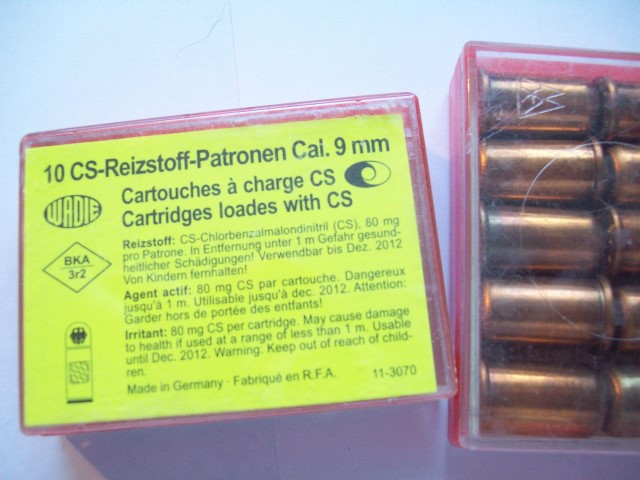 10 CS-Reizstoff-Patronen Cal. 9 mm
Cartouches à charge CS
Cartridges loades with CS
WADIE
Reizstoff: CS-Chlorbenzalmalondinitril (CS), 80 mg
pro Patrone. In Entfernung unter 1 m Gefahr gesund-
heitlicher Schädigungen! Verwendbar bis Dez. 2012
Von Kindern fernhalten!
BKA
3r2
Agent actif: 80 mg CS par cartouche. Dangereux
jusqu'à 1 m. Utilisable jusqu'à dec. 2012. Attention:
Garder hors de portée des entfants!
Irritant: 80 mg CS per cartridge. May cause damage
to health if used at a range of less than 1 m. Usable
until Dec. 2012. Warning: Keep out of reach of child-
ren.
Made in Germany · Fabriqué en R.F.A. 11-3070